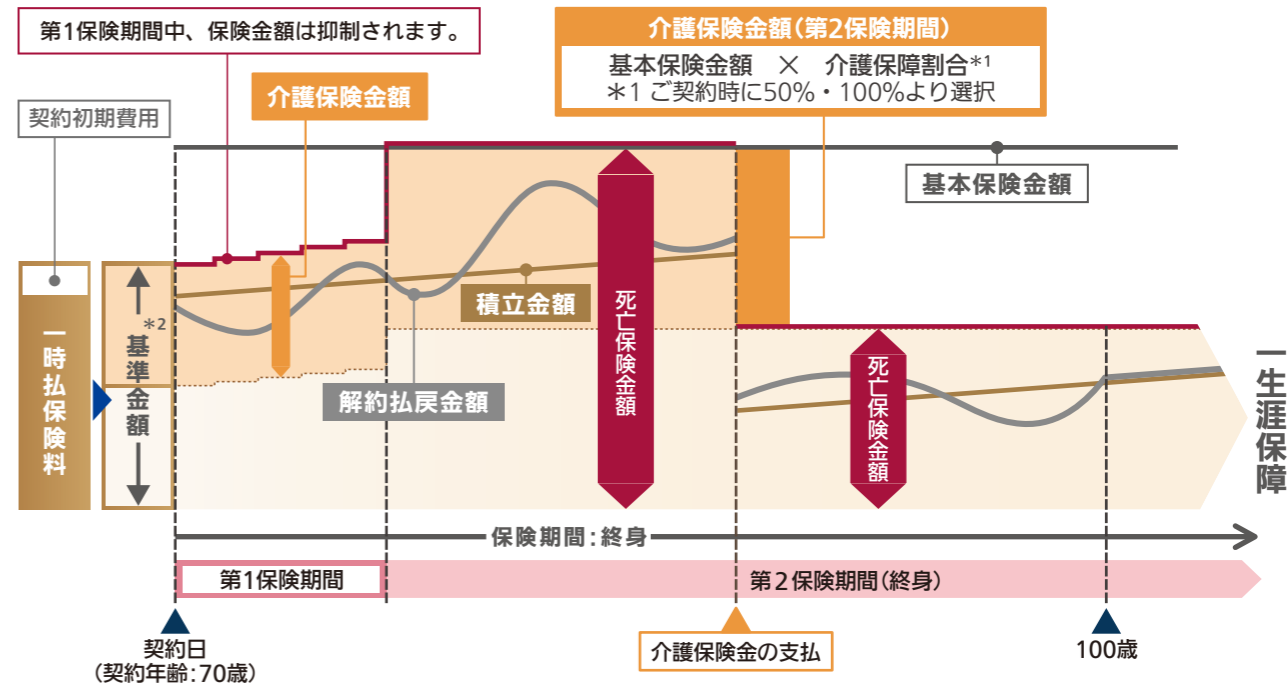 第1保険期間中、保険金額は抑制されます。
介護保険金額(第2保険期間)
基本保険金額 × 介護保障割合*1
*1 ご契約時に50%・100%より選択
介護保険金額
契約初期費用
基本保険金額
一時払保険料
*2
基準金額
積立金額
解約払戻金額
死亡保険金額
死亡保険金額
一生涯保障
保険期間:終身
第1保険期間
第2保険期間(終身)
契約日
(契約年齢:70歳)
介護保険金の支払
100歳